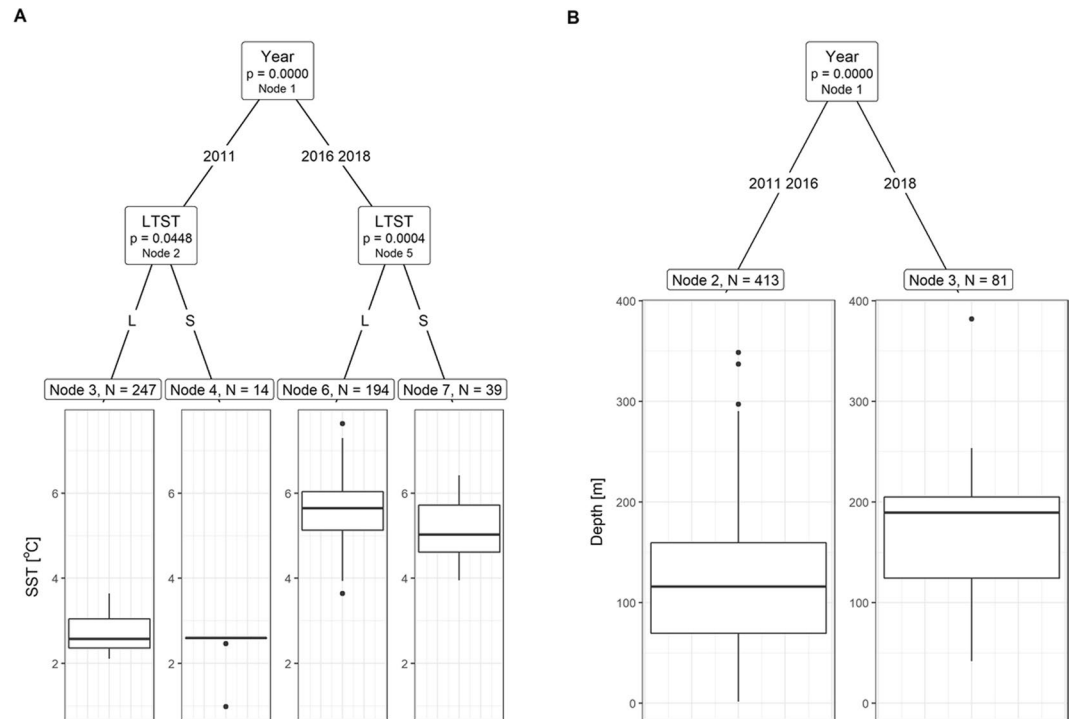 A
Year
p = 0.0000
Node 1
2011
2016 2018
LTST
p = 0.0448
Node 2
LTST
p = 0.0004
Node 5
L
S
L
S
Node 3, N = 247
Node 4, N = 14
Node 6, N = 194
Node 7, N = 39
SST [°C]
6
4
2
6
4
2
6
4
2
6
4
2
B
Year
p = 0.0000
Node 1
2011 2016
2018
Node 2, N = 413
Node 3, N = 81
Depth [m]
400
300
200
100
0
400
300
200
100
0